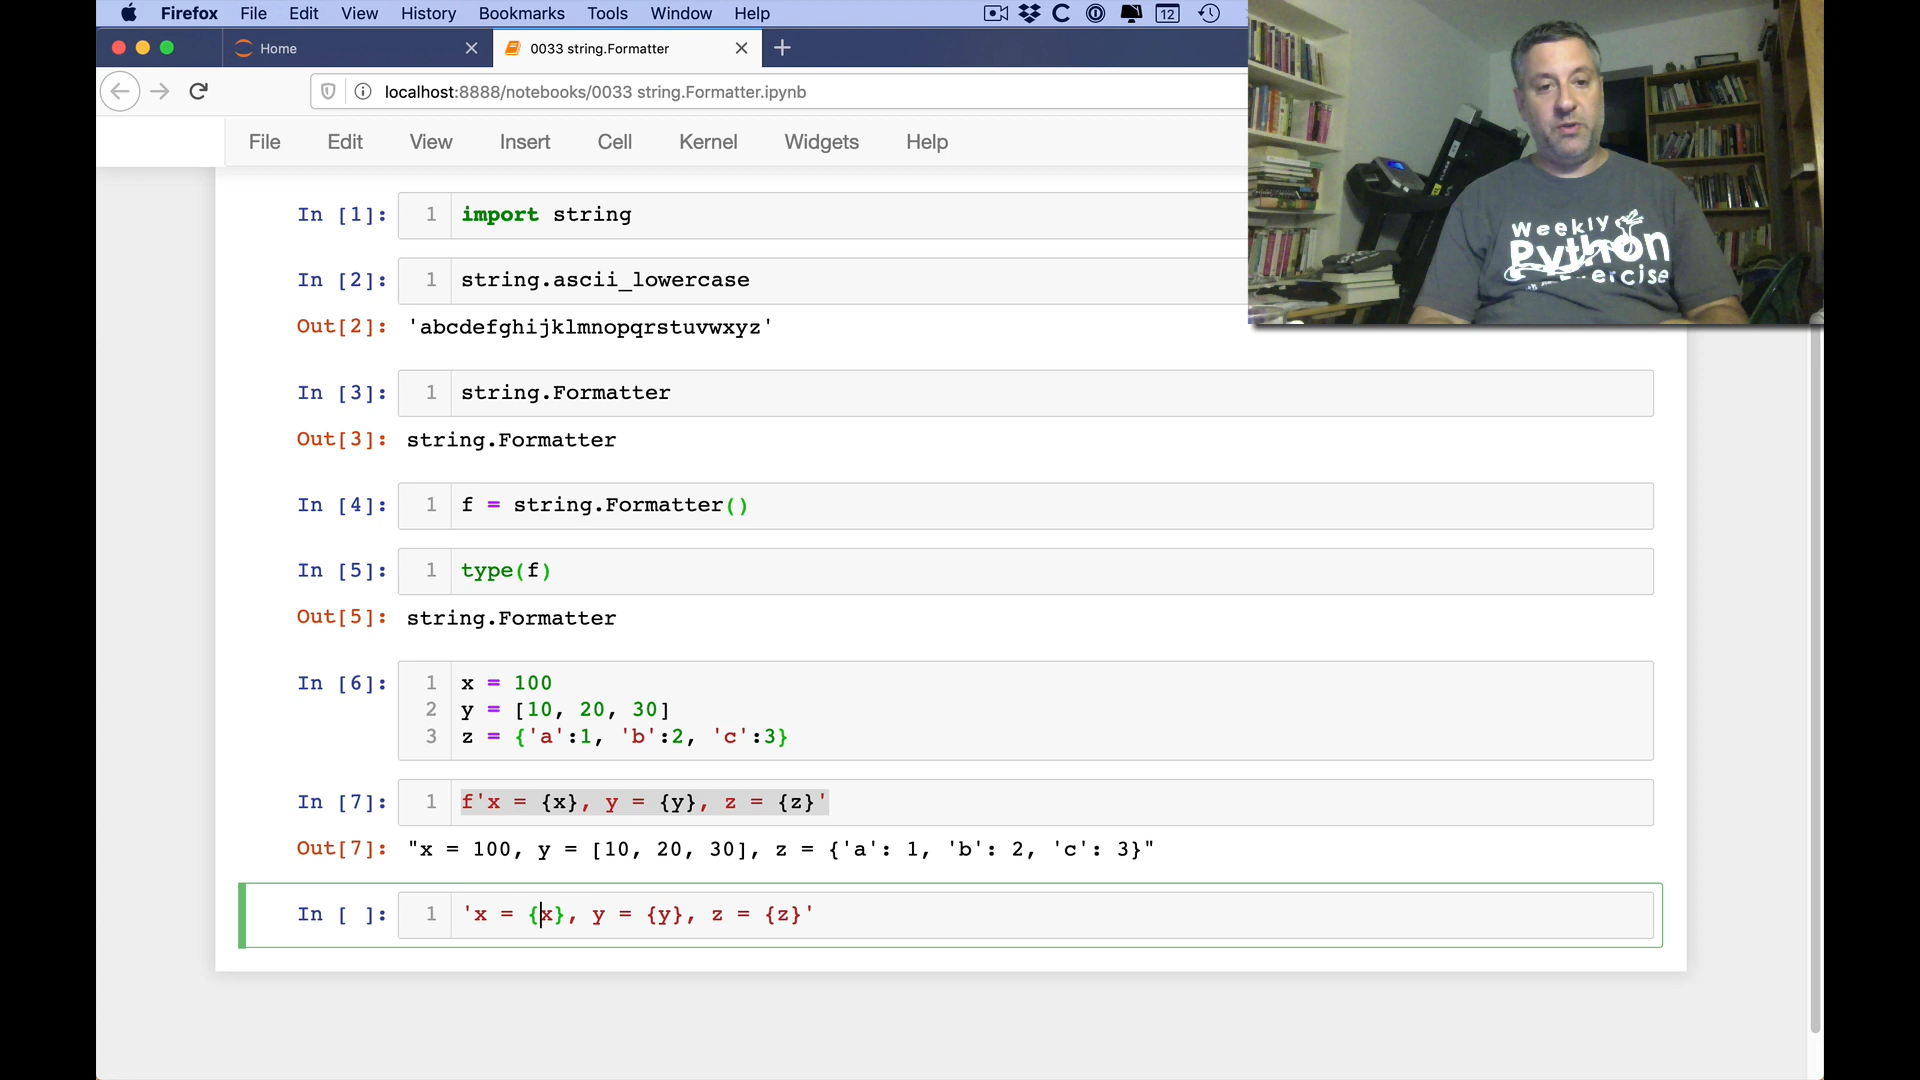 Firefox File Edit View History Bookmarks Tools Window Help
12
Home
0033 string.Formatter
localhost:8888/notebooks/0033 string.Formatter.ipynb
File Edit View Insert Cell Kernel Widgets Help
In [1]: 1 import string
In [2]: 1 string.ascii_lowercase
Out[2]: 'abcdefghijklmnopqrstuvwxyz'
In [3]: 1 string.Formatter
Out[3]: string.Formatter
In [4]: 1 f = string.Formatter()
In [5]: 1 type(f)
Out[5]: string.Formatter
In [6]: 1 x = 100
2 y = [10, 20, 30]
3 z = {'a':1, 'b':2, 'c':3}
In [7]: 1 f'x = {x}, y = {y}, z = {z}'
Out[7]: "x = 100, y = [10, 20, 30], z = {'a': 1, 'b': 2, 'c': 3}"
In [ ]: 1 'x = {x}, y = {y}, z = {z}'
Weekly
Python
Exercise